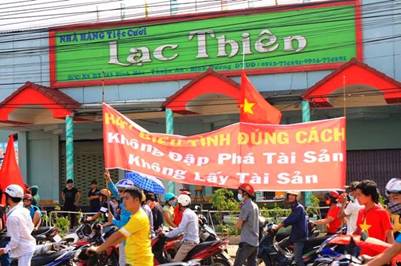 NHÀ HÀNG Tiệc Cưới
Lạc Thiên
HÃY BIỂU TÌNH ĐÚNG CÁCH
Không Đập Phá Tài Sản
Không Lấy Tài Sản